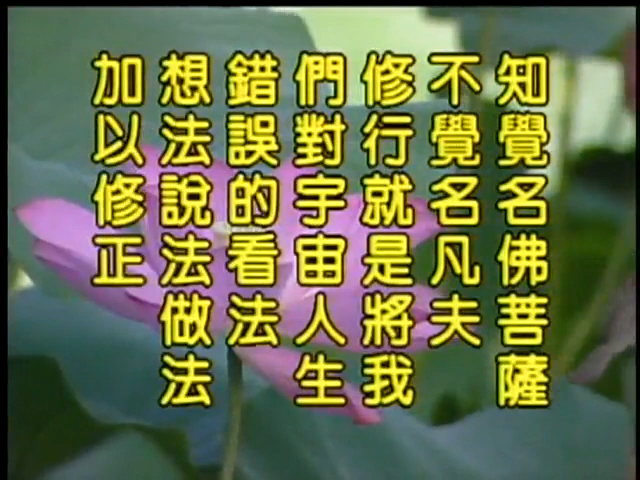 知覺名佛菩薩
不覺名凡夫
修行就是將我
們對宇宙人生
錯誤的看法
想法說法做法
加以修正